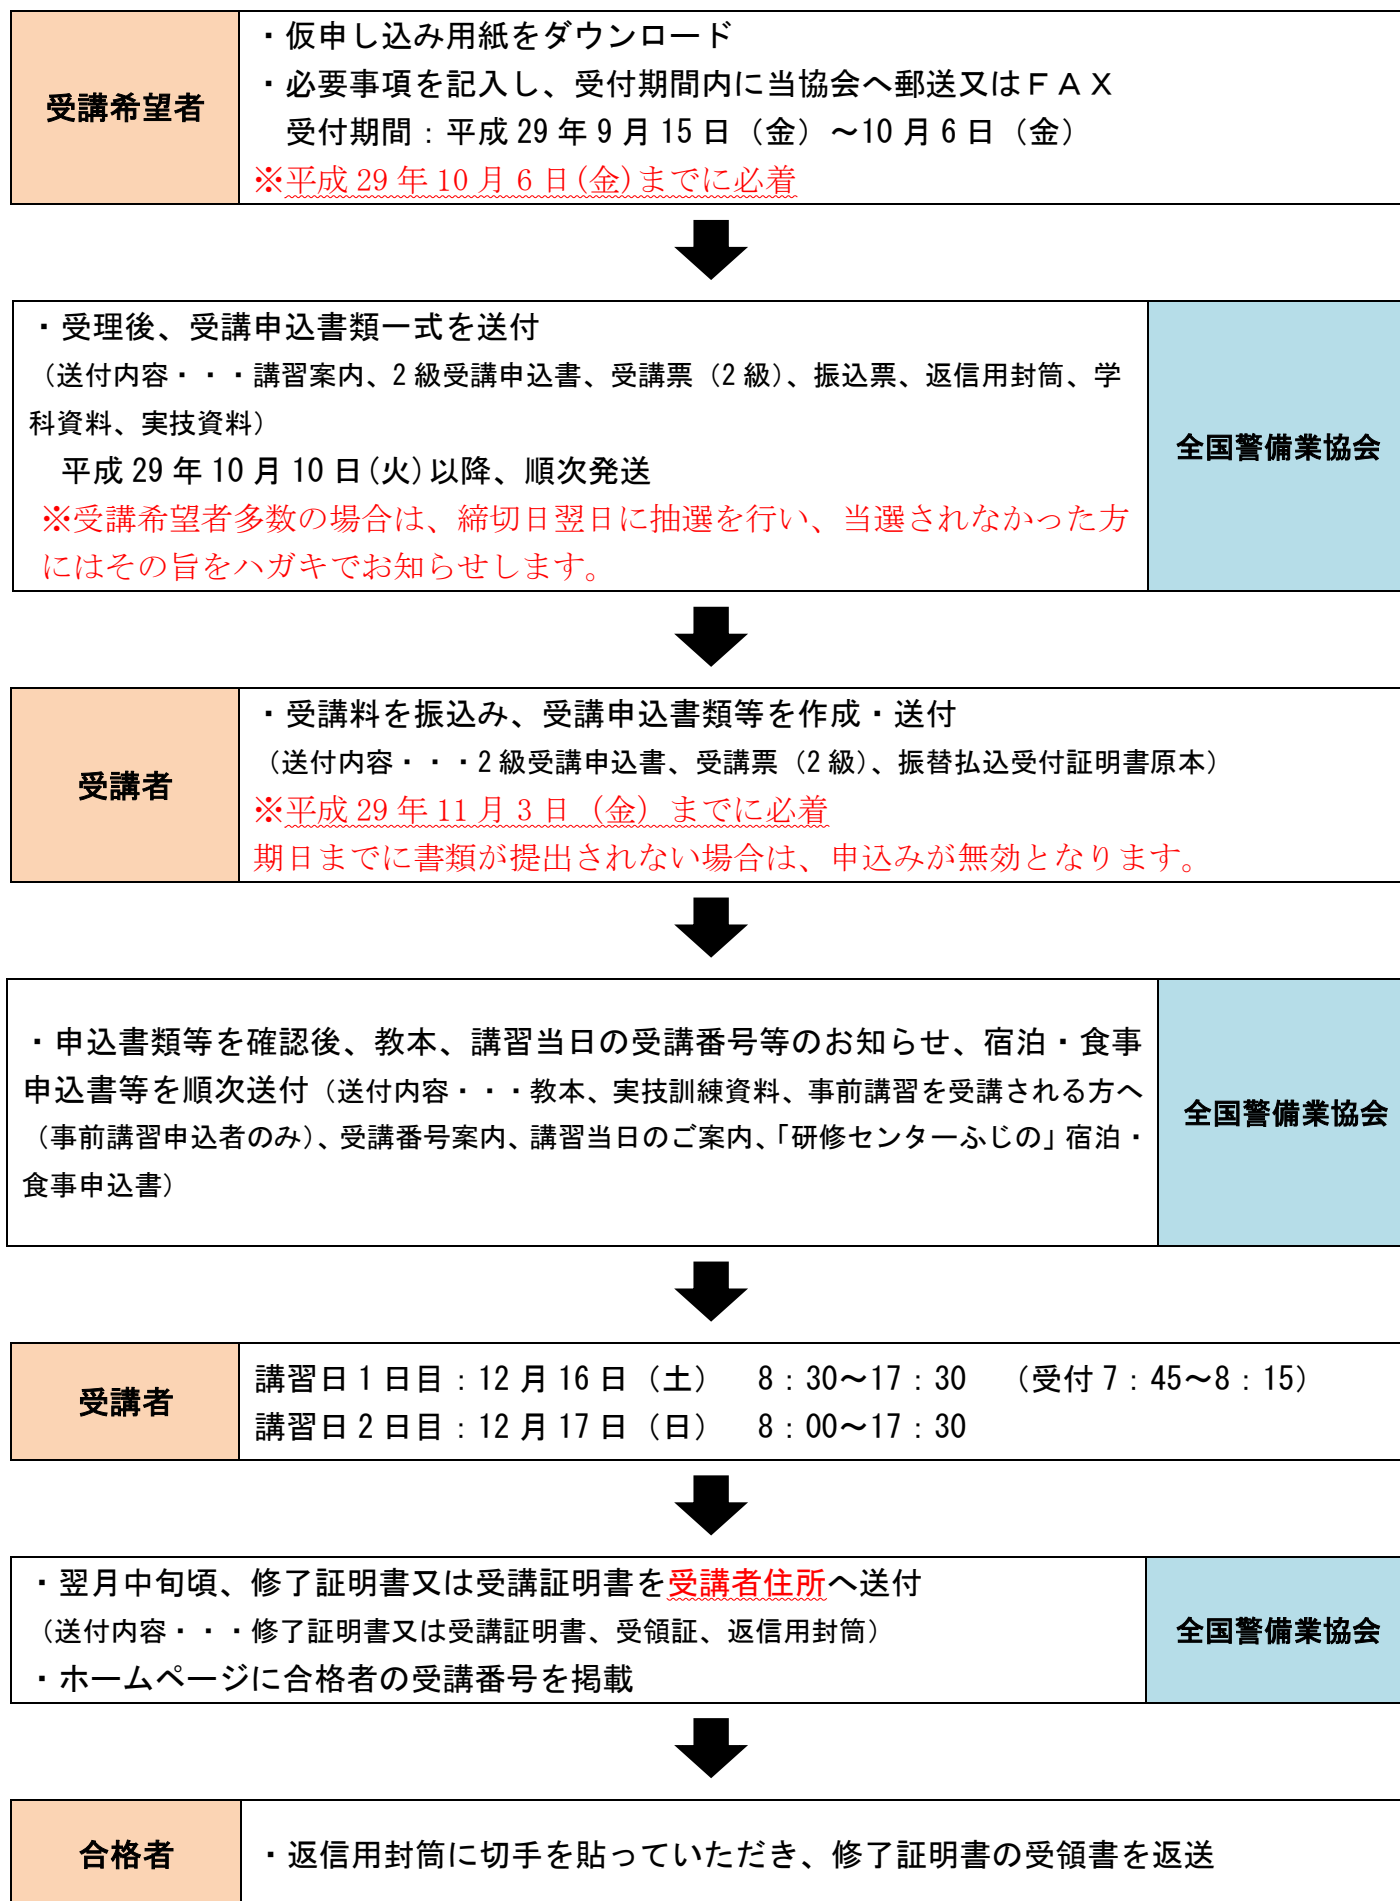 受講希望者
・仮申し込み用紙をダウンロード
・必要事項を記入し、受付期間内に当協会へ郵送又はＦＡＸ
受付期間：平成 29 年 9 月 15 日（金）～10 月 6 日（金）
※平成 29 年 10 月 6 日(金)までに必着
・受理後、受講申込書類一式を送付
（送付内容・・・講習案内、2 級受講申込書、受講票（2 級）、振込票、返信用封筒、学
科資料、実技資料）
平成 29 年 10 月 10 日(火)以降、順次発送
※受講希望者多数の場合は、締切日翌日に抽選を行い、当選されなかった方
にはその旨をハガキでお知らせします。
全国警備業協会
受講者
・受講料を振込み、受講申込書類等を作成・送付
（送付内容・・・2 級受講申込書、受講票（2 級）、振替払込受付証明書原本）
※平成 29 年 11 月 3 日（金）までに必着
期日までに書類が提出されない場合は、申込みが無効となります。
・申込書類等を確認後、教本、講習当日の受講番号等のお知らせ、宿泊・食事
申込書等を順次送付（送付内容・・・教本、実技訓練資料、事前講習を受講される方へ
（事前講習申込者のみ）、受講番号案内、講習当日のご案内、「研修センターふじの」宿泊・
食事申込書）
全国警備業協会
受講者
講習日 1 日目：12 月 16 日（土）　8：30～17：30　（受付 7：45～8：15）
講習日 2 日目：12 月 17 日（日）　8：00～17：30
・翌月中旬頃、修了証明書又は受講証明書を受講者住所へ送付
（送付内容・・・修了証明書又は受講証明書、受領証、返信用封筒）
・ホームページに合格者の受講番号を掲載
全国警備業協会
合格者
・返信用封筒に切手を貼っていただき、修了証明書の受領書を返送